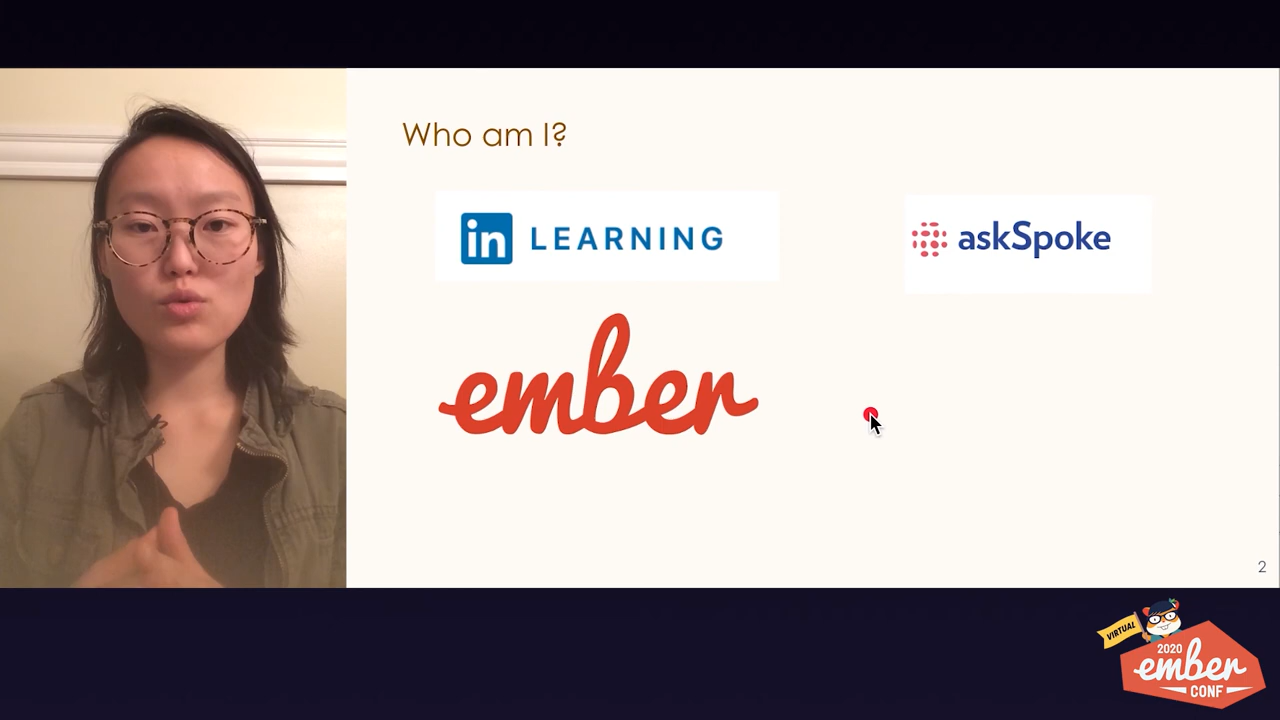 Who am I?
in LEARNING
askSpoke
ember
2
VIRTUAL
2020
ember
CONF